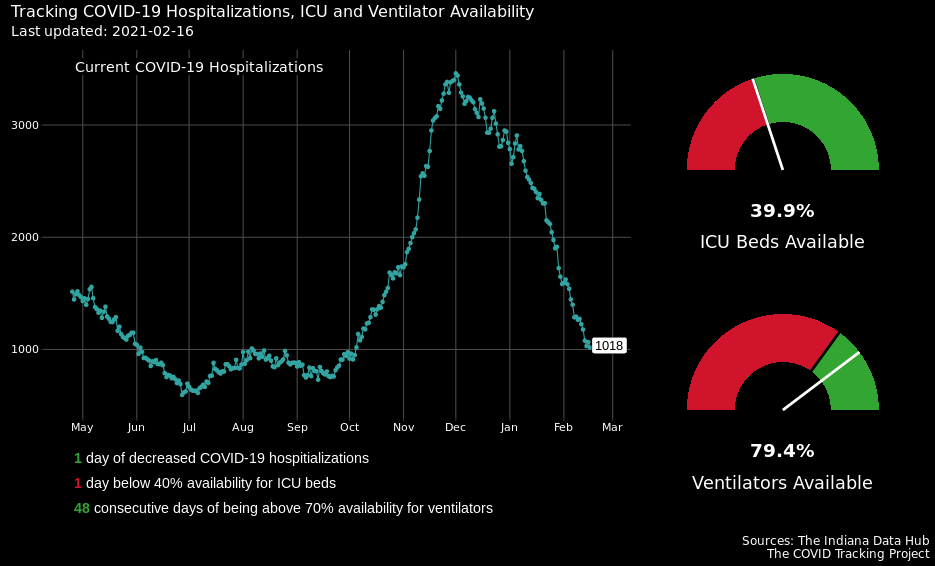 Tracking COVID-19 Hospitalizations, ICU and Ventilator Availability
Last updated: 2021-02-16
Current COVID-19 Hospitalizations
3000
2000
1000
1018
May Jun Jul Aug Sep Oct Nov Dec Jan Feb Mar
39.9%
ICU Beds Available
79.4%
Ventilators Available
1 day of decreased COVID-19 hospitializations
1 day below 40% availability for ICU beds
48 consecutive days of being above 70% availability for ventilators
Sources: The Indiana Data Hub
The COVID Tracking Project